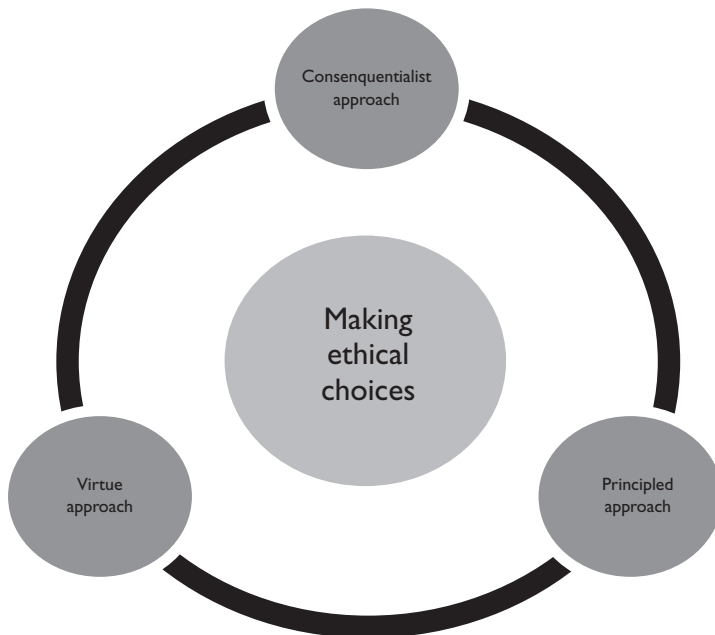 Consenquentialist
approach
Making
ethical
choices
Virtue
approach
Principled
approach